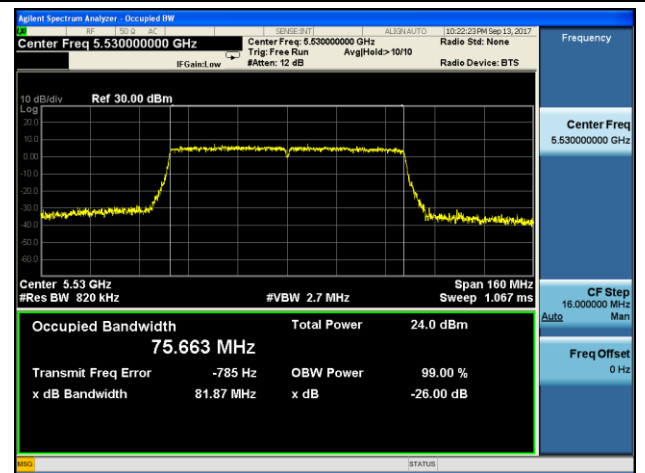 Agilent Spectrum Analyzer - Occupied BW
RF 50 Ω AC SENSE:INT ALIGN AUTO 10:22:23 PM Sep 13, 2017
Center Freq 5.530000000 GHz
Center Freq: 5.530000000 GHz Radio Std: None
Trig: Free Run Avg|Hold:> 10/10
IFGain:Low #Atten: 12 dB Radio Device: BTS
10 dB/div Ref 30.00 dBm
Log
20.0
10.0
0.00
-10.0
-20.0
-30.0
-40.0
-50.0
-60.0
Center 5.53 GHz Span 160 MHz
#Res BW 820 kHz #VBW 2.7 MHz Sweep 1.067 ms
Occupied Bandwidth Total Power 24.0 dBm
75.663 MHz
Transmit Freq Error -785 Hz OBW Power 99.00 %
x dB Bandwidth 81.87 MHz x dB -26.00 dB
Frequency
Center Freq
5.530000000 GHz
CF Step
16.000000 MHz
Auto Man
Freq Offset
0 Hz
MSG STATUS